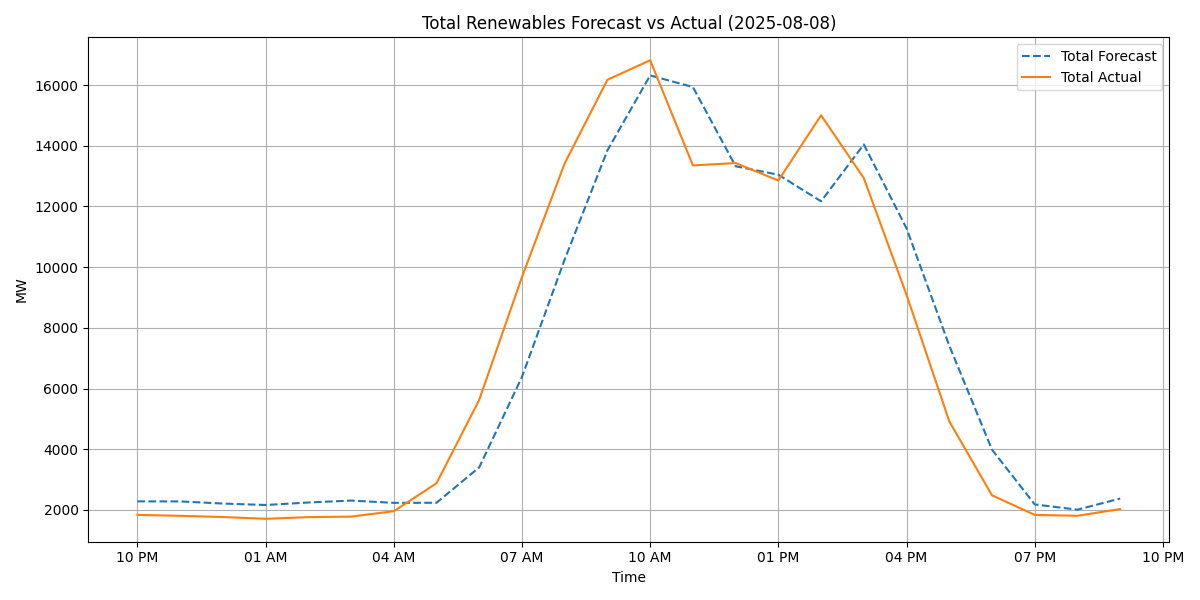 Total Renewables Forecast vs Actual (2025-08-08)
Total Forecast
Total Actual
16000
14000
12000
10000
8000
6000
4000
2000
MW
10 PM 01 AM 04 AM 07 AM 10 AM 01 PM 04 PM 07 PM 10 PM
Time